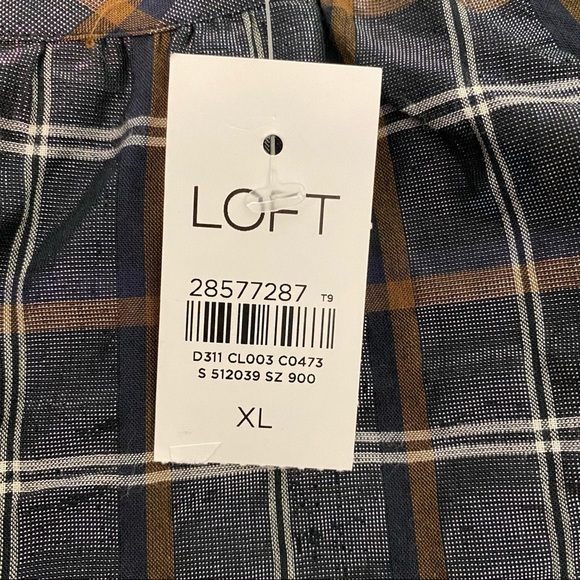 LOFT
28577287 T9
D311 CL003 C0473
S 512039 SZ 900
XL